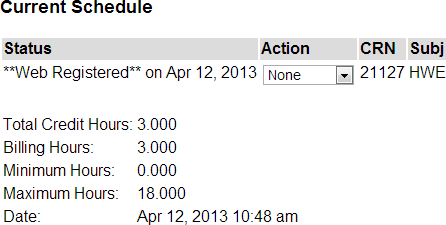 Current Schedule
Status Action CRN Subj
**Web Registered** on Apr 12, 2013 None 21127 HWE
Total Credit Hours: 3.000
Billing Hours: 3.000
Minimum Hours: 0.000
Maximum Hours: 18.000
Date: Apr 12, 2013 10:48 am